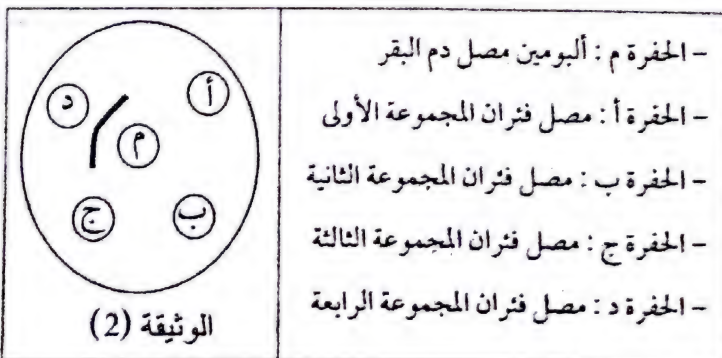 - الحفرة م : ألبومين مصل دم البقر
- الحفرة أ : مصل فئران المجموعة الأولى
- الحفرة ب : مصل فئران المجموعة الثانية
- الحفرة ج : مصل فئران المجموعة الثالثة
- الحفرة د : مصل فئران المجموعة الرابعة
أ
د
م
ج
ب
الوثيقة (2)